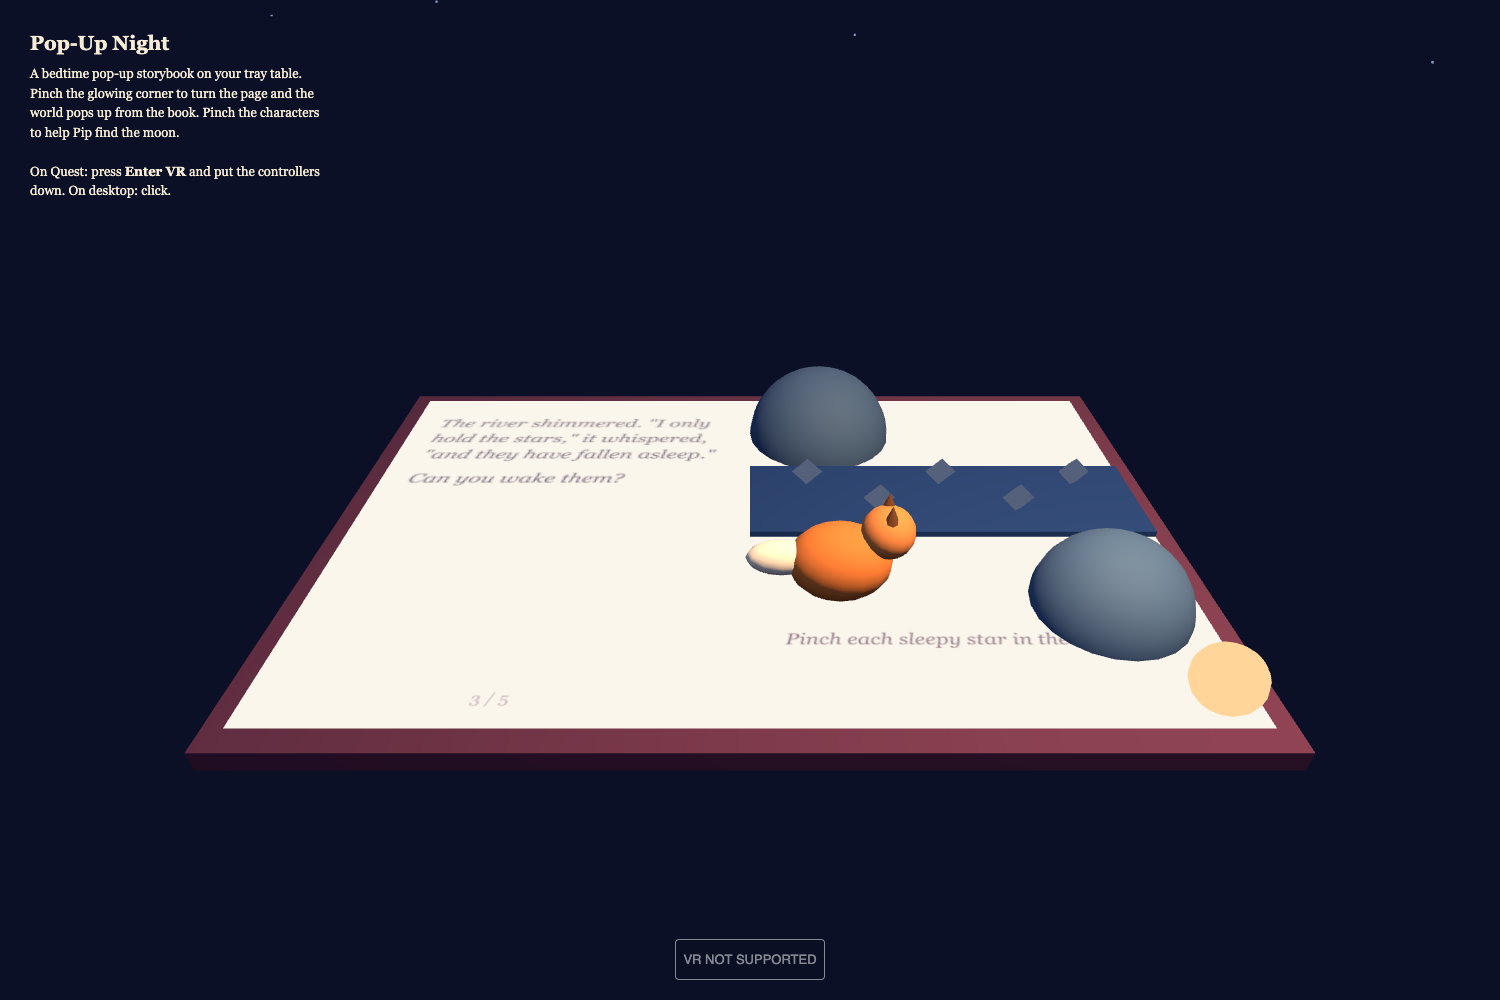 Pop-Up Night
A bedtime pop-up storybook on your tray table.
Pinch the glowing corner to turn the page and the
world pops up from the book. Pinch the characters
to help Pip find the moon.
On Quest: press Enter VR and put the controllers
down. On desktop: click.
The river shimmered. "I only
hold the stars," it whispered,
"and they have fallen asleep."
Can you wake them?
Pinch each sleepy star in the
3 / 5
VR NOT SUPPORTED